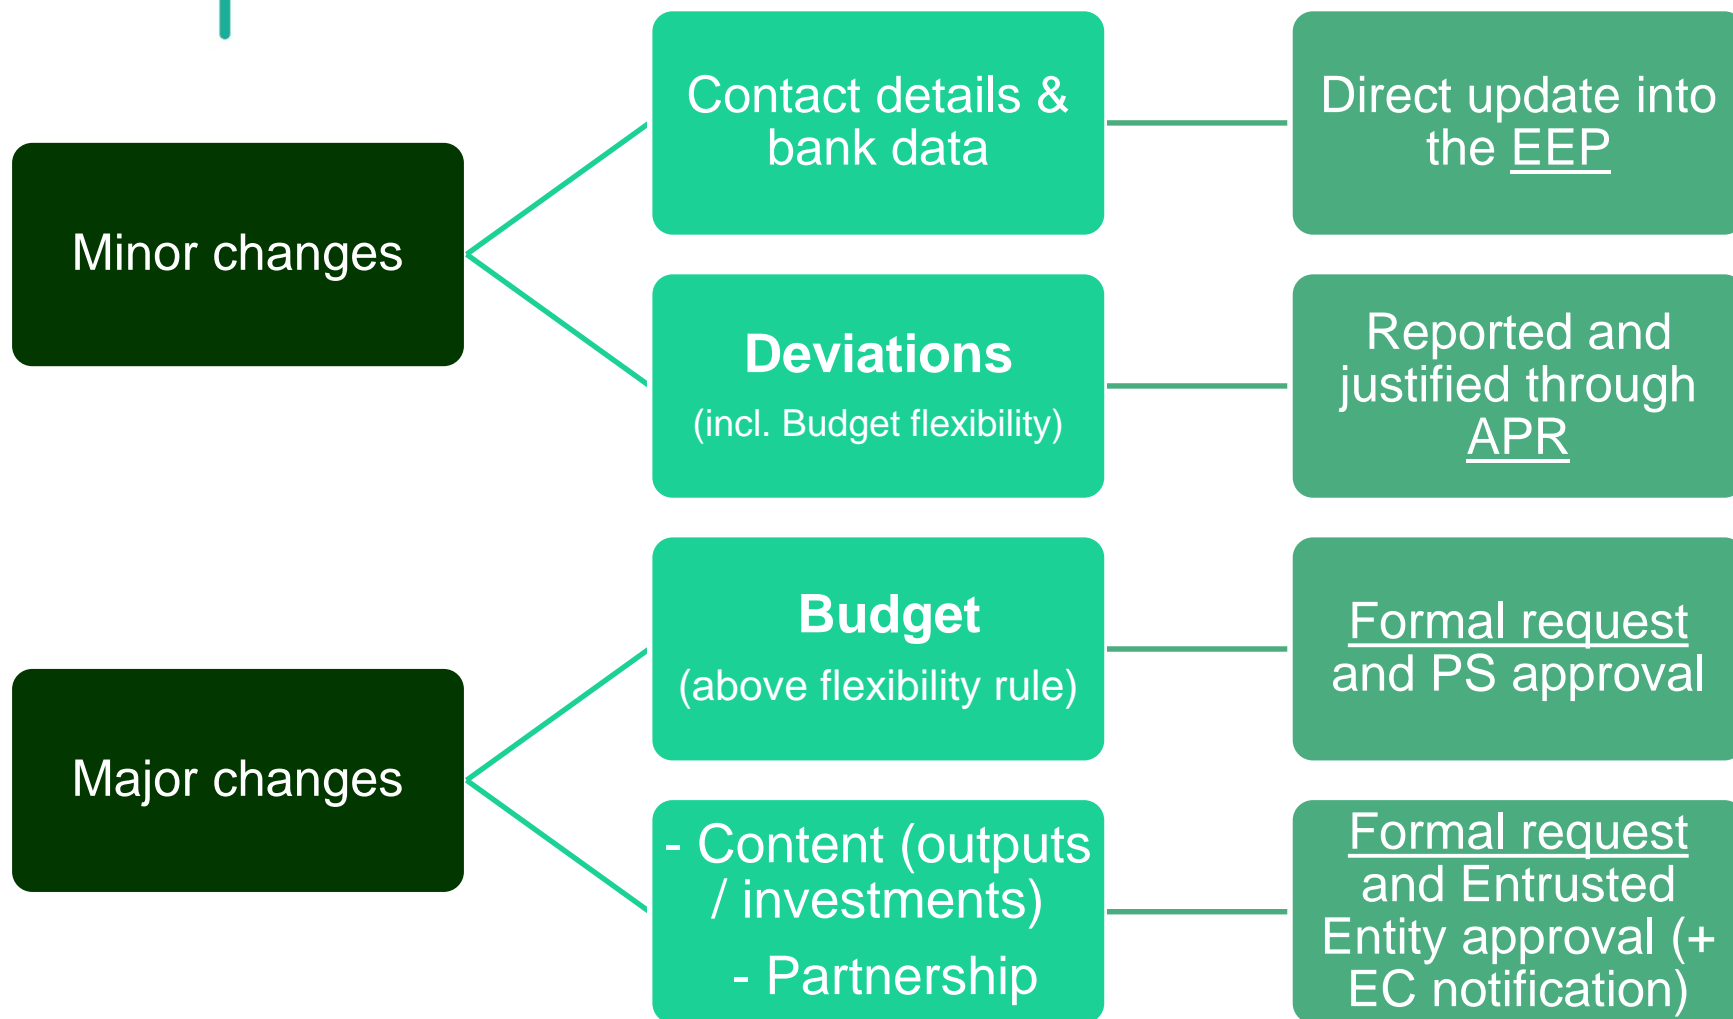 Minor changes
Contact details &
bank data
Direct update into
the EEP
Deviations
(incl. Budget flexibility)
Reported and
justified through
APR
Major changes
Budget
(above flexibility rule)
Formal request
and PS approval
- Content (outputs
/ investments)
- Partnership
Formal request
and Entrusted
Entity approval (+
EC notification)